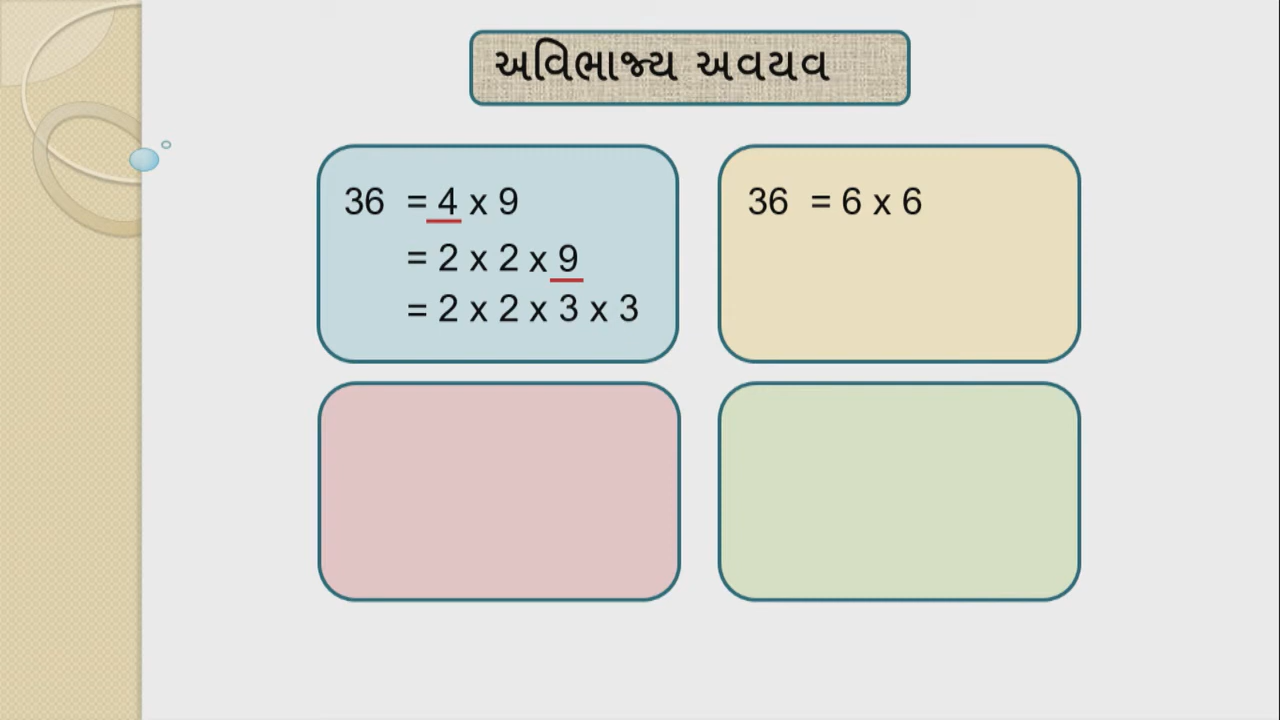 અવિભાજ્ય અવયવ
36 = 4 x 9
= 2 x 2 x 9
= 2 x 2 x 3 x 3
36 = 6 x 6